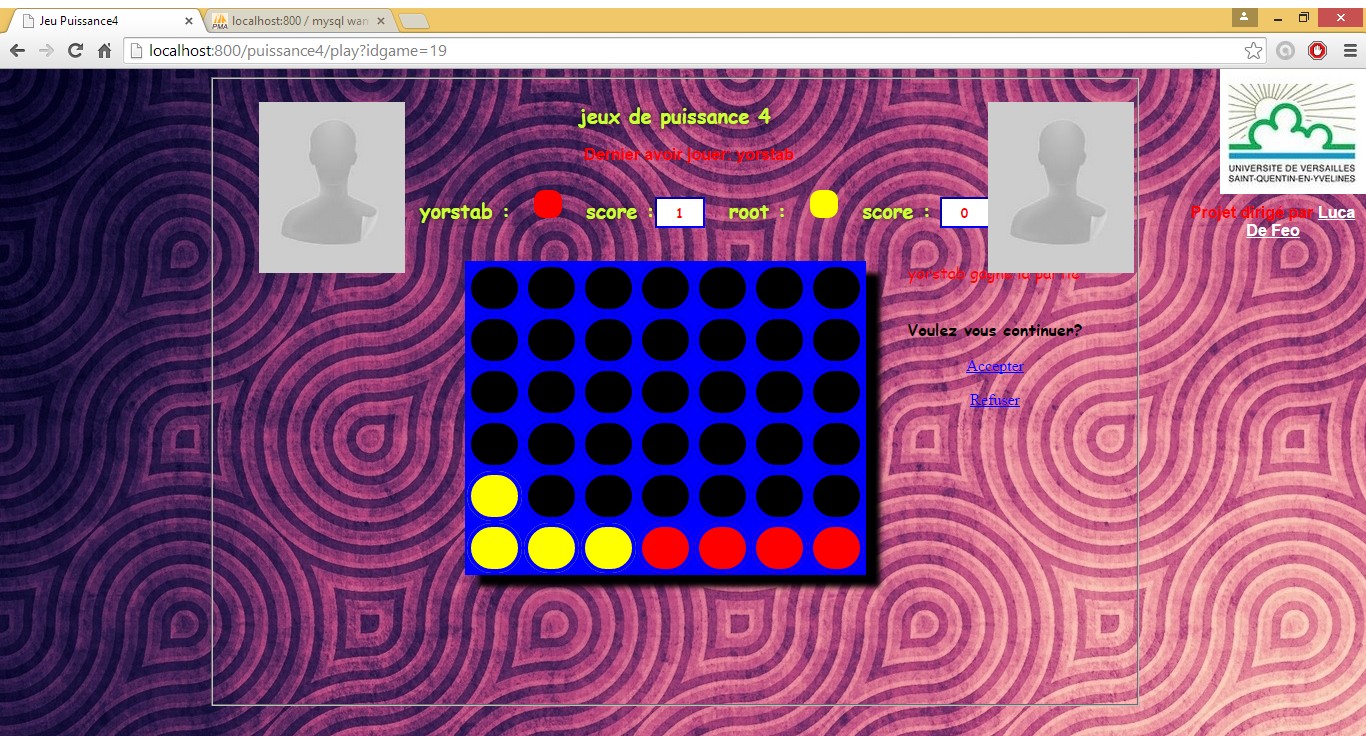 Jeu Puissance4
localhost:800 / mysql wan
localhost:800/puissance4/play?idgame=19
jeux de puissance 4
Dernier avoir jouer: yorstab
yorstab :
score :
1
root :
score :
0
UNIVERSITE DE VERSAILLES
SAINT-QUENTIN-EN-YVELINES
Projet dirigé par Luca
De Feo
yorstab gagne la partie
Voulez vous continuer?
Accepter
Refuser
PMA